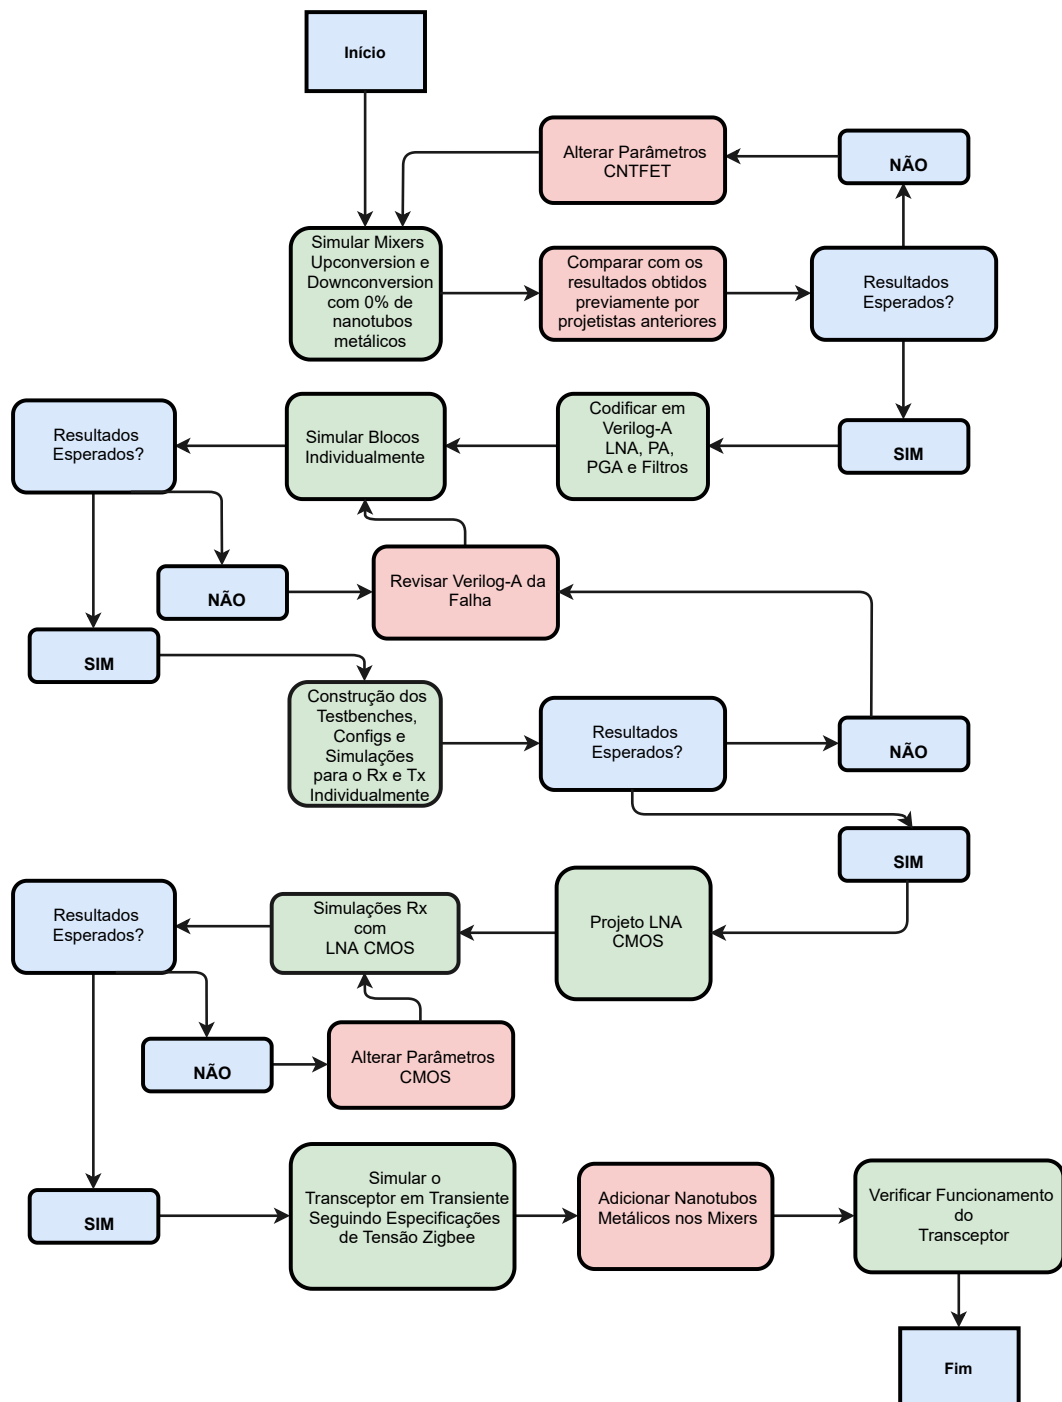 Início
Alterar Parâmetros
CNTFET
NÃO
Simular Mixers
Upconversion e
Downconversion
com 0% de
nanotubos
metálicos
Comparar com os
resultados obtidos
previamente por
projetistas anteriores
Resultados
Esperados?
SIM
Codificar em
Verilog-A
LNA, PA,
PGA e Filtros
Simular Blocos
Individualmente
Resultados
Esperados?
NÃO
Revisar Verilog-A da
Falha
SIM
Construção dos
Testbenches,
Configs e
Simulações
para o Rx e Tx
Individualmente
Resultados
Esperados?
NÃO
SIM
Projeto LNA
CMOS
Simulações Rx
com
LNA CMOS
Resultados
Esperados?
NÃO
Alterar Parâmetros
CMOS
SIM
Simular o
Transceptor em Transiente
Seguindo Especificações
de Tensão Zigbee
Adicionar Nanotubos
Metálicos nos Mixers
Verificar Funcionamento
do
Transceptor
Fim